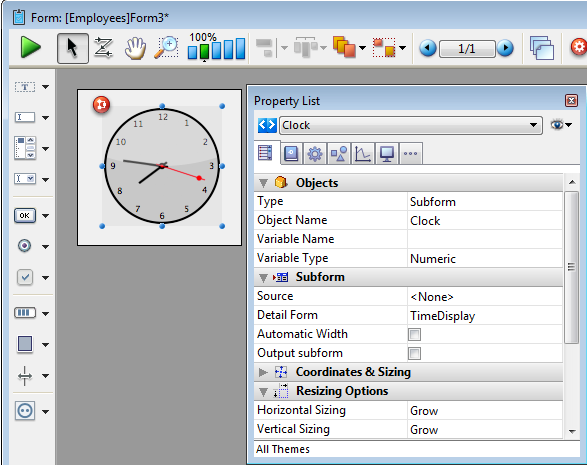 Form: [Employees]Form3*
100%
1/1
Property List
Clock
12
11 1
10 2
9 3
8 4
7 5
6
OK
Objects
Type Subform
Object Name Clock
Variable Name
Variable Type Numeric
Subform
Source <None>
Detail Form TimeDisplay
Automatic Width
Output subform
Coordinates & Sizing
Resizing Options
Horizontal Sizing Grow
Vertical Sizing Grow
All Themes